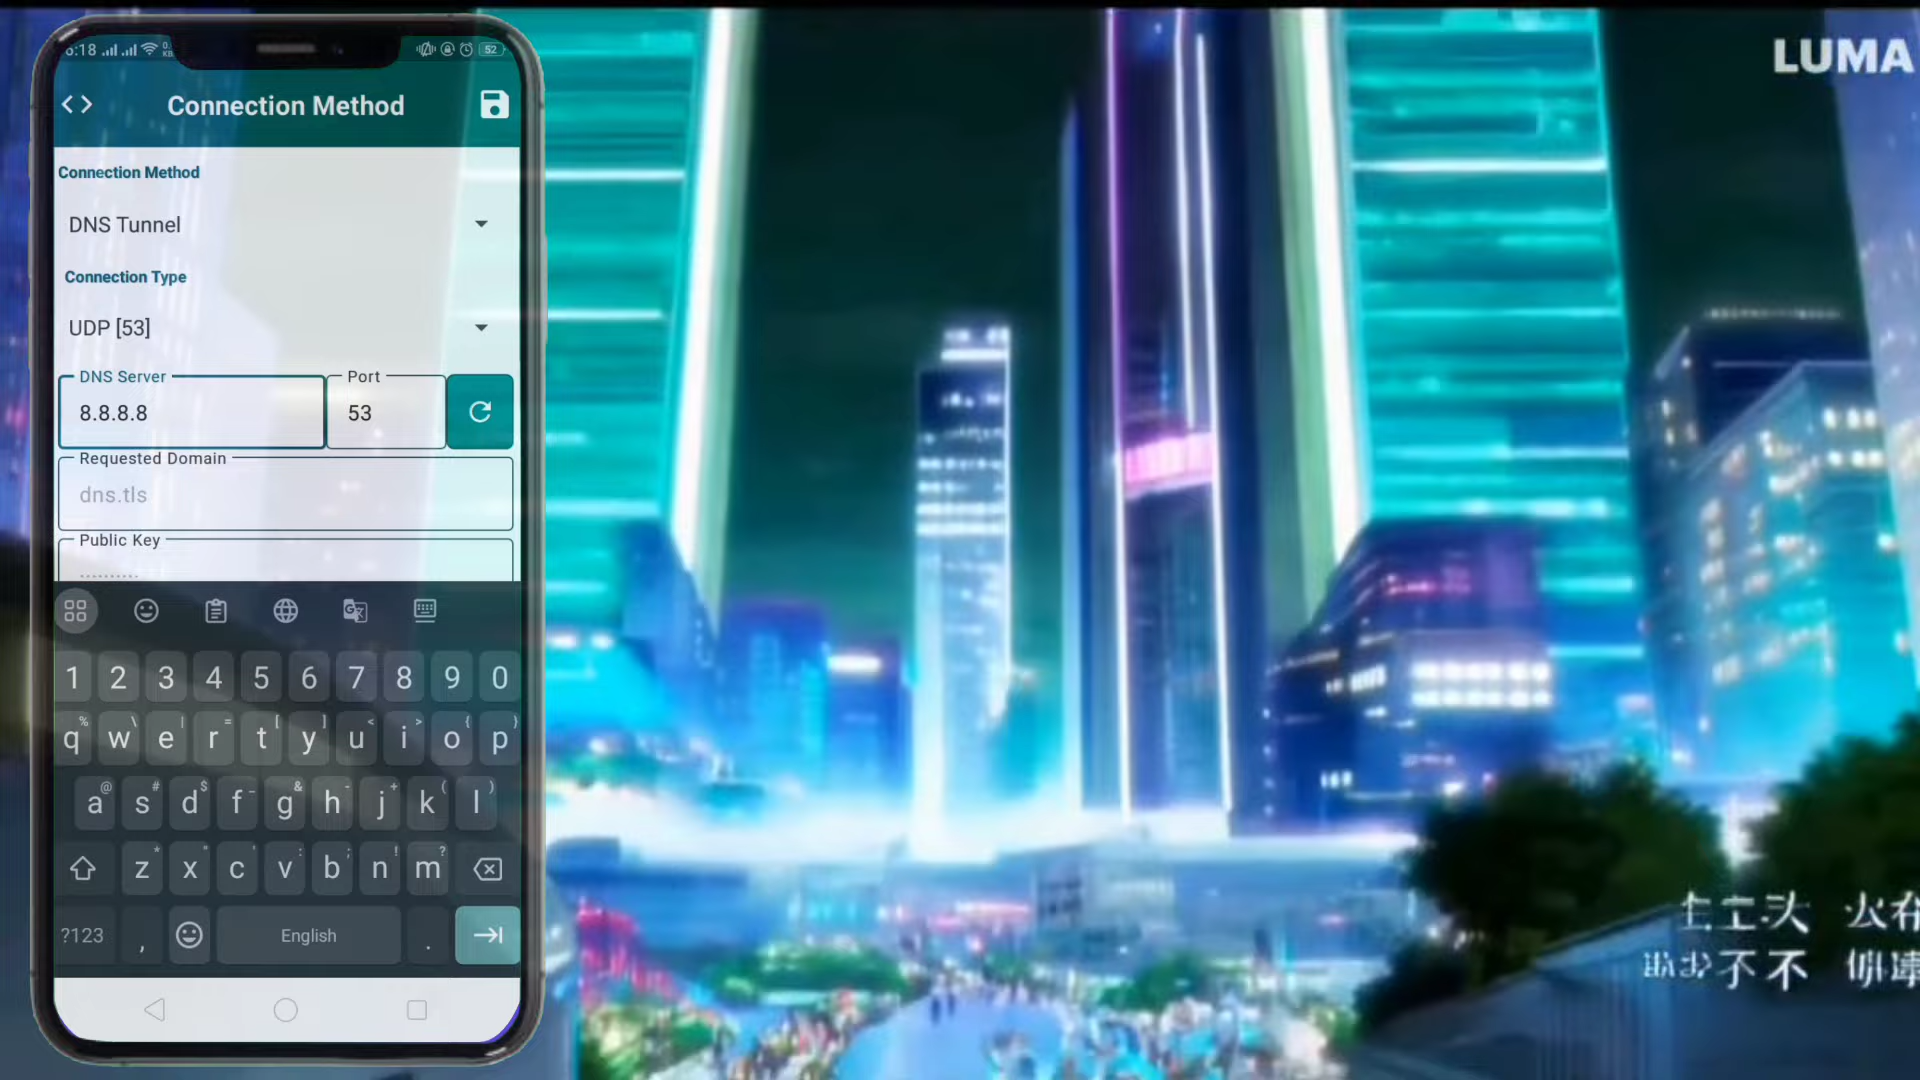 6:18 52
Connection Method
Connection Method
DNS Tunnel
Connection Type
UDP [53]
DNS Server
8.8.8.8
Port
53
Requested Domain
dns.tls
Public Key
1 2 3 4 5 6 7 8 9 0
q w e r t y u i o p
a s d f g h j k l
z x c v b n m
?123 , English .
LUMA